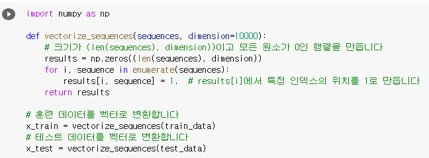 import numpy as np
def vectorize_sequences(sequences, dimension=10000):
# 크기가 (len(sequences), dimension))이고 모든 원소가 0인 행렬을 만듭니다
results = np.zeros((len(sequences), dimension))
for i, sequence in enumerate(sequences):
results[i, sequence] = 1. # results[i]에서 특정 인덱스의 위치를 1로 만듭니다
return results
# 훈련 데이터를 벡터로 변환합니다
x_train = vectorize_sequences(train_data)
# 테스트 데이터를 벡터로 변환합니다
x_test = vectorize_sequences(test_data)